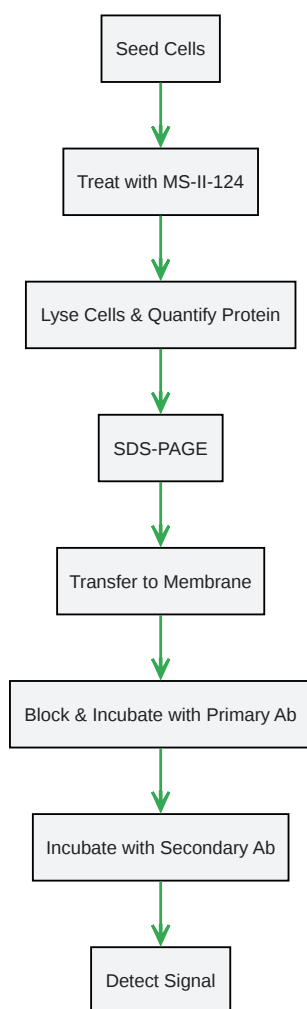 Seed Cells
Treat with MS-II-124
Lyse Cells & Quantify Protein
SDS-PAGE
Transfer to Membrane
Block & Incubate with Primary Ab
Incubate with Secondary Ab
Detect Signal